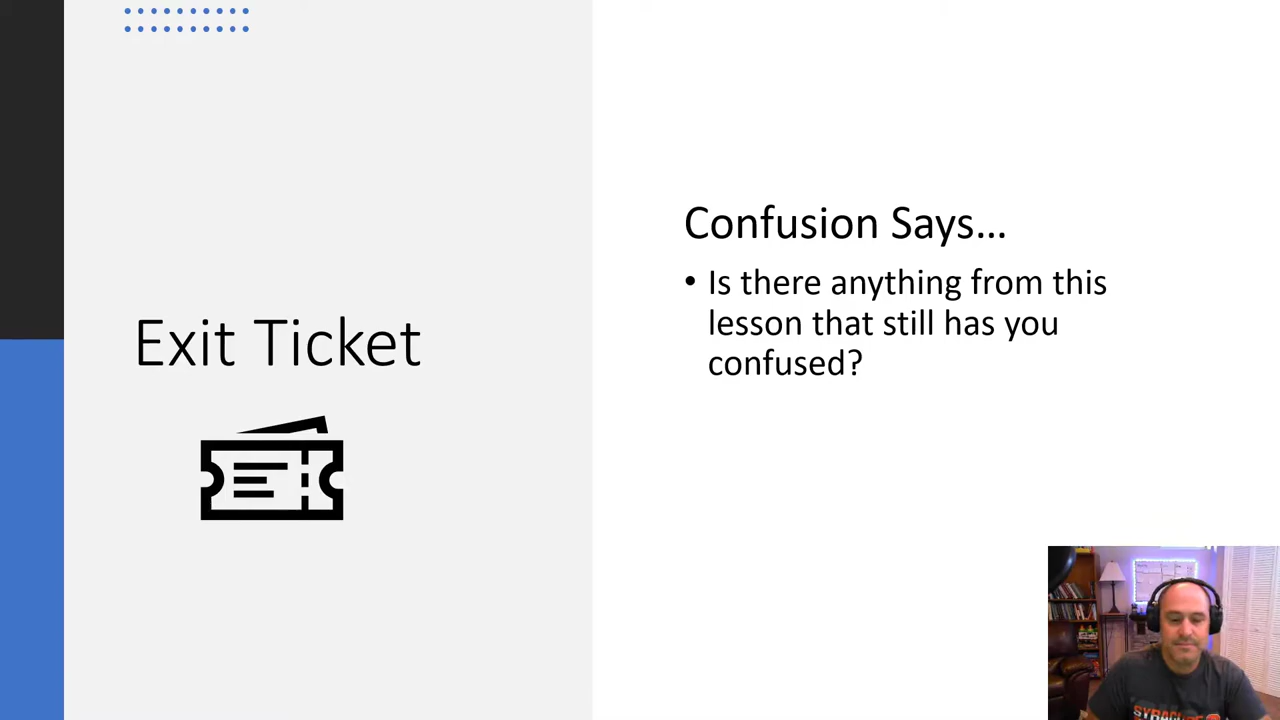 Exit Ticket
Confusion Says...
• Is there anything from this
lesson that still has you
confused?